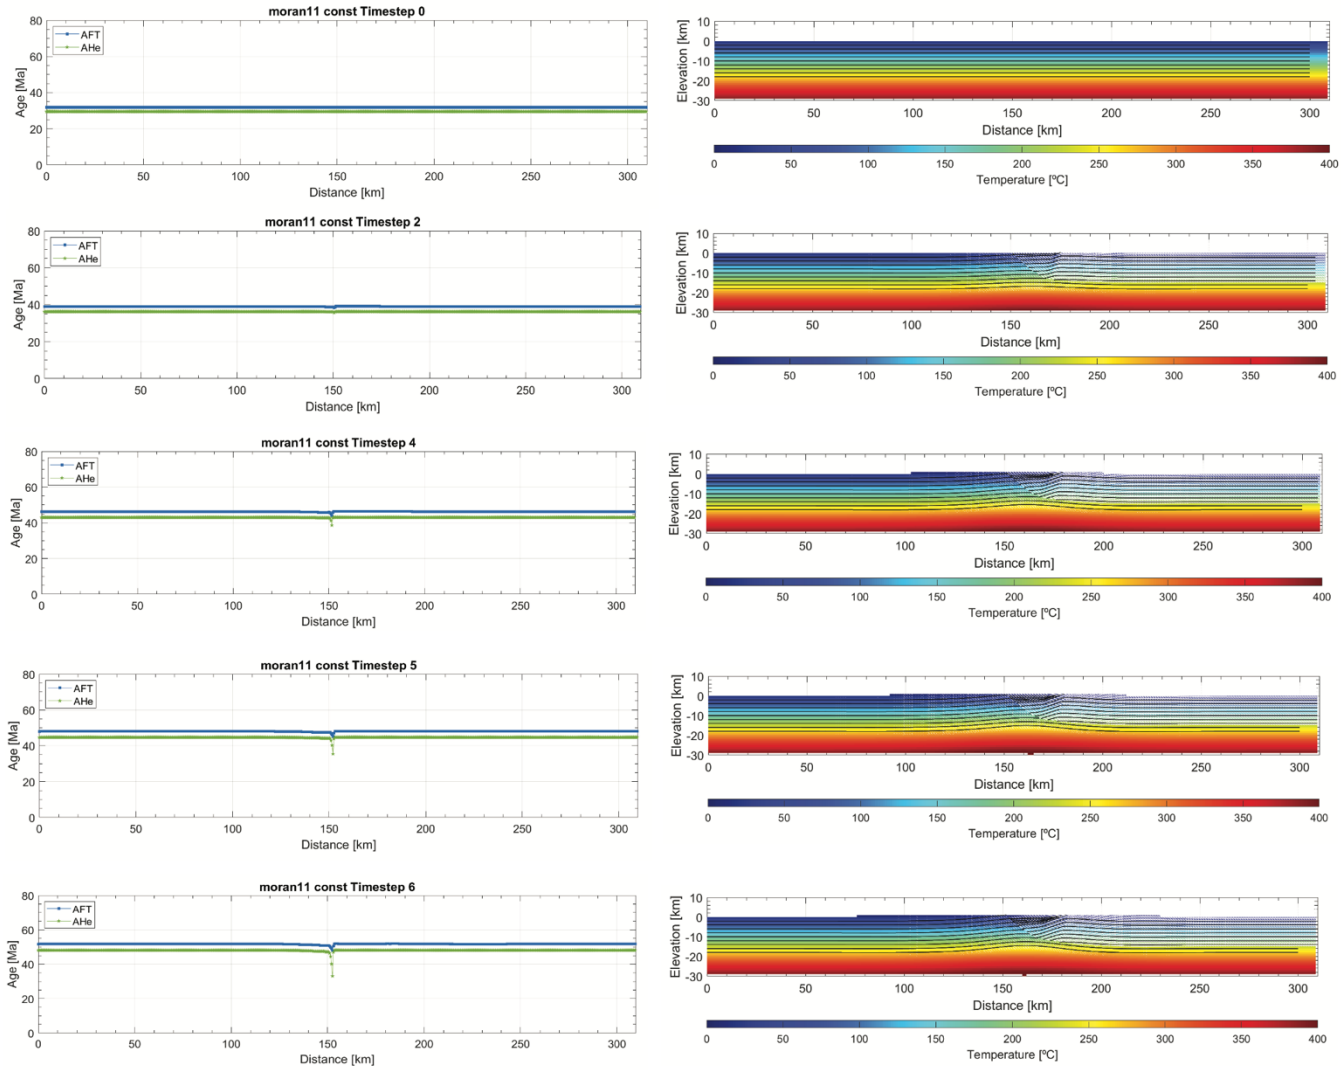 moran11 const Timestep 0
AFT
AHe
Age [Ma]
80
60
40
20
0
0 50 100 150 200 250 300
Distance [km]
Elevation [km]
10
0
-10
-20
-30
0 50 100 150 200 250 300
Distance [km]
0 50 100 150 200 250 300 350 400
Temperature [ºC]
moran11 const Timestep 2
AFT
AHe
Age [Ma]
80
60
40
20
0
0 50 100 150 200 250 300
Distance [km]
Elevation [km]
10
0
-10
-20
-30
0 50 100 150 200 250 300
Distance [km]
0 50 100 150 200 250 300 350 400
Temperature [ºC]
moran11 const Timestep 4
AFT
AHe
Age [Ma]
80
60
40
20
0
0 50 100 150 200 250 300
Distance [km]
Elevation [km]
10
0
-10
-20
-30
0 50 100 150 200 250 300
Distance [km]
0 50 100 150 200 250 300 350 400
Temperature [ºC]
moran11 const Timestep 5
AFT
AHe
Age [Ma]
80
60
40
20
0
0 50 100 150 200 250 300
Distance [km]
Elevation [km]
10
0
-10
-20
-30
0 50 100 150 200 250 300
Distance [km]
0 50 100 150 200 250 300 350 400
Temperature [ºC]
moran11 const Timestep 6
AFT
AHe
Age [Ma]
80
60
40
20
0
0 50 100 150 200 250 300
Distance [km]
Elevation [km]
10
0
-10
-20
-30
0 50 100 150 200 250 300
Distance [km]
0 50 100 150 200 250 300 350 400
Temperature [ºC]